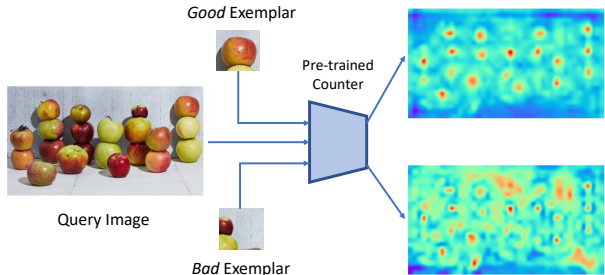 Good Exemplar
Pre-trained
Counter
Query Image
Bad Exemplar